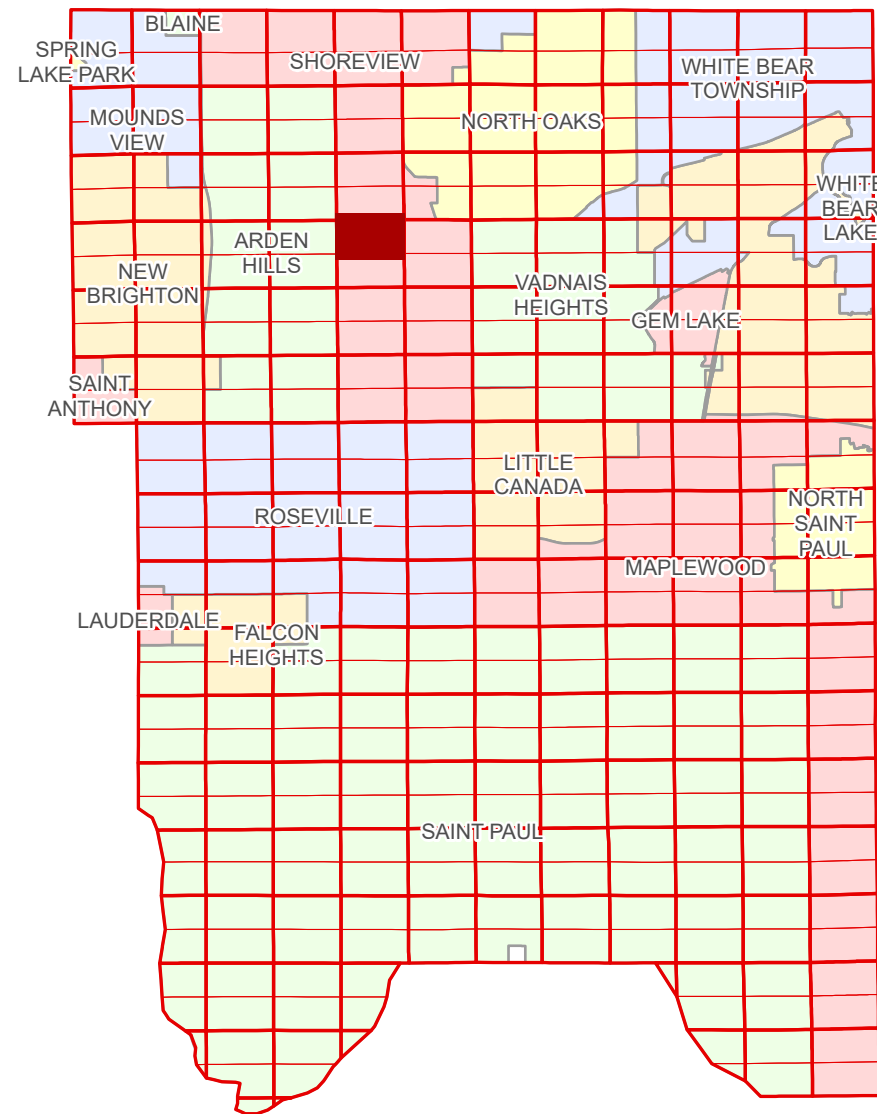 BLAINE
SPRING
LAKE PARK
SHOREVIEW
WHITE BEAR
TOWNSHIP
MOUNDS
VIEW
NORTH OAKS
WHITE
BEAR
LAKE
ARDEN
HILLS
NEW
BRIGHTON
VADNAIS
HEIGHTS
GEM LAKE
SAINT
ANTHONY
LITTLE
CANADA
NORTH
SAINT
PAUL
ROSEVILLE
MAPLEWOOD
LAUDERDALE
FALCON
HEIGHTS
SAINT PAUL